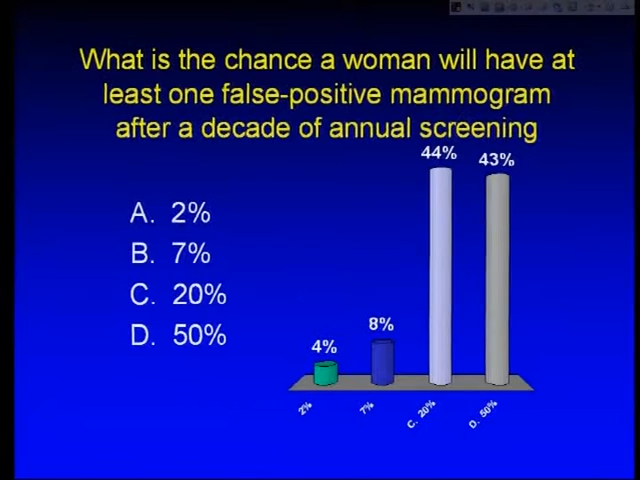 What is the chance a woman will have at
least one false-positive mammogram
after a decade of annual screening
A. 2%
B. 7%
C. 20%
D. 50%
4%
8%
44%
43%
2%
7%
C. 20%
D. 50%